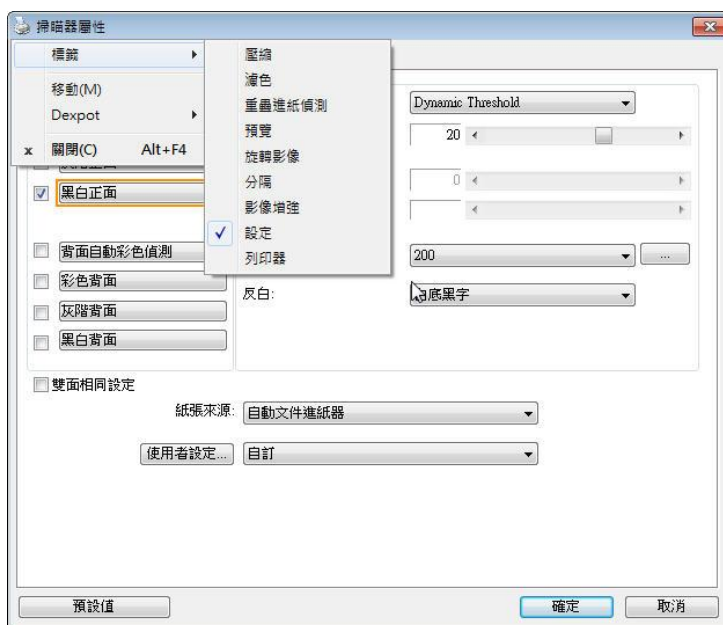 掃瞄器屬性
標籤
移動(M)
Dexpot
x 關閉(C) Alt+F4
壓縮
濾色
重疊進紙偵測
預覽
旋轉影像
分隔
影像增強
設定
列印器
Dynamic Threshold
20
0
黑白正面
背面自動彩色偵測
彩色背面
灰階背面
黑白背面
200
...
反白:
白底黑字
雙面相同設定
紙張來源: 自動文件進紙器
使用者設定... 自訂
預設值
確定
取消